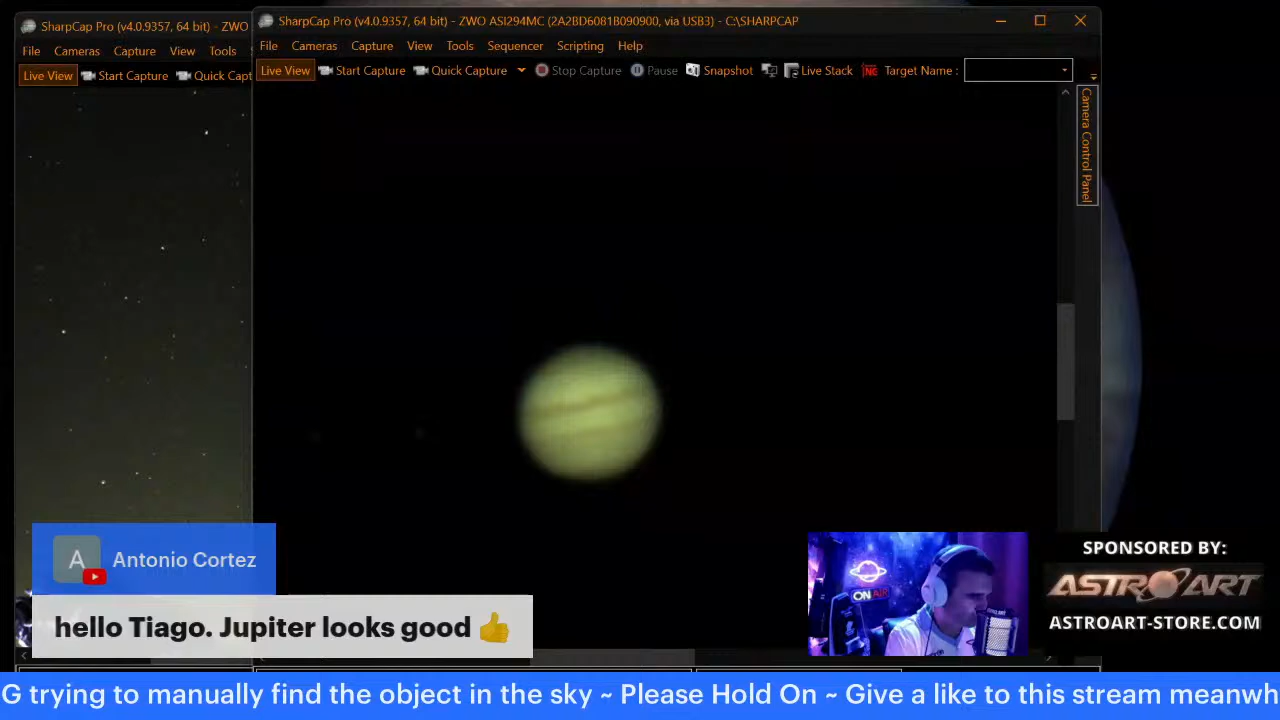 SharpCap Pro (v4.0.9357, 64 bit) - ZWO
File Cameras Capture View Tools
Live View Start Capture Quick Capt
SharpCap Pro (v4.0.9357, 64 bit) - ZWO ASI294MC (2A2BD6081B090900, via USB3) - C:\SHARPCAP
File Cameras Capture View Tools Sequencer Scripting Help
Live View Start Capture Quick Capture Stop Capture Pause Snapshot Live Stack Target Name :
Camera Control Panel
A Antonio Cortez
hello Tiago. Jupiter looks good 👍
ON AIR
SPONSORED BY:
ASTROART
ASTROART-STORE.COM
G trying to manually find the object in the sky ~ Please Hold On ~ Give a like to this stream meanwh